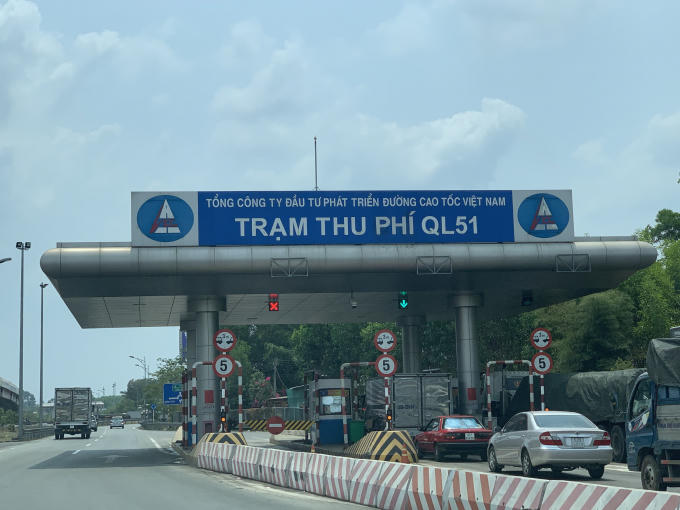 TỔNG CÔNG TY ĐẦU TƯ PHÁT TRIỂN ĐƯỜNG CAO TỐC VIỆT NAM
TRẠM THU PHÍ QL51
5
5
5